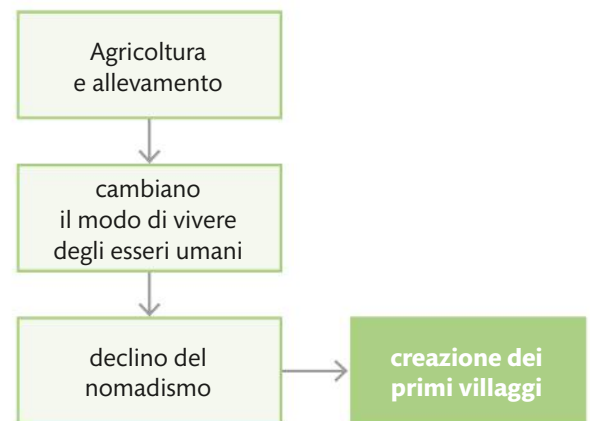 Agricoltura
e allevamento
cambiano
il modo di vivere
degli esseri umani
declino del
nomadismo
creazione dei
primi villaggi